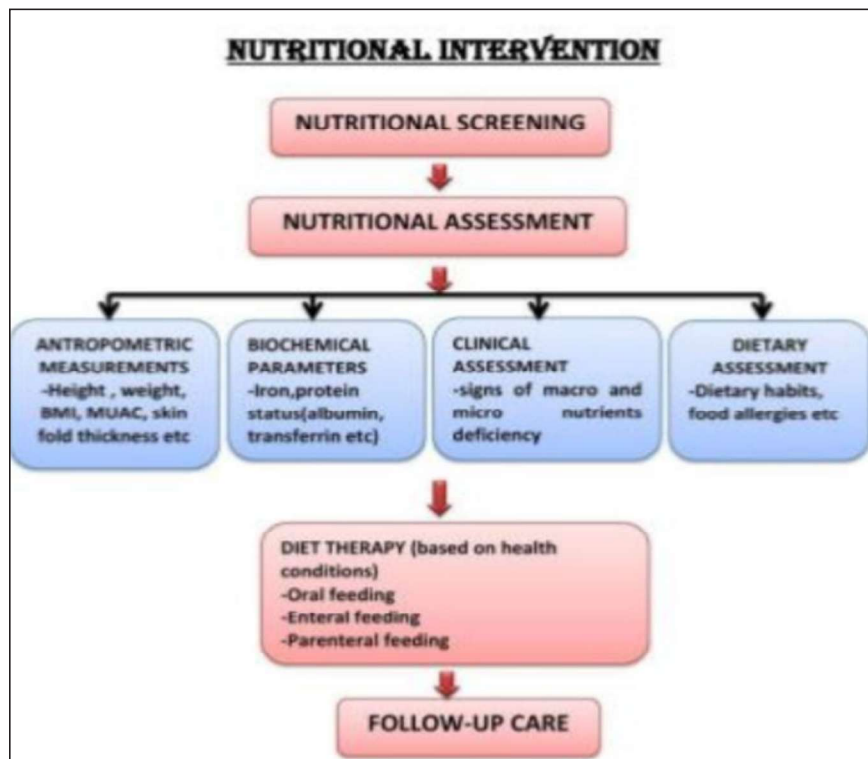 NUTRITIONAL INTERVENTION
NUTRITIONAL SCREENING
NUTRITIONAL ASSESSMENT
ANTROPOMETRIC
MEASUREMENTS
-Height , weight,
BMI, MUAC, skin
fold thickness etc
BIOCHEMICAL
PARAMETERS
-Iron,protein
status(albumin,
transferrin etc)
CLINICAL
ASSESSMENT
-signs of macro and
micro nutrients
deficiency
DIETARY
ASSESSMENT
-Dietary habits,
food allergies etc
DIET THERAPY (based on health
conditions)
-Oral feeding
-Enteral feeding
-Parenteral feeding
FOLLOW-UP CARE